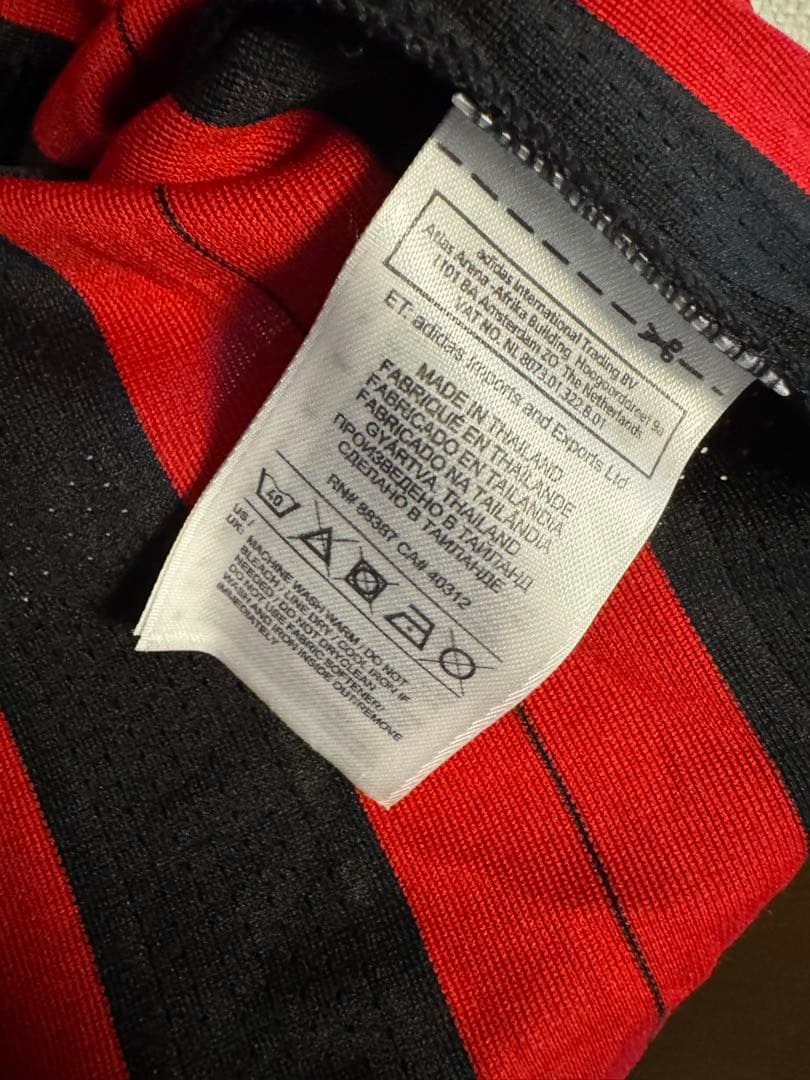 adidas International Trading BV
Atlas Arena-Afrika Building, Hoogoorddreef 9a
1101 BA Amsterdam ZO The Netherlands
VAT NO. NL 8073.01.322.B.01
ET: adidas Imports and Exports Ltd
MADE IN THAILAND
FABRIQUÉ EN THAÏLANDE
FABRICADO EN TAILANDIA
FABRICADO NA TAILÂNDIA
GYÁRTVA, THAILAND
ПРОИЗВЕДЕНО В ТАЙЛАНД
СДЕЛАНО В ТАИЛАНДЕ
RN# 88387 CA# 40312
40
US /
UK:
MACHINE WASH WARM / DO NOT
BLEACH / LINE DRY / COOL IRON IF
NEEDED / DO NOT DRYCLEAN
DO NOT USE FABRIC SOFTENER/
WASH AND IRON INSIDE OUT/REMOVE
IMMEDIATELY